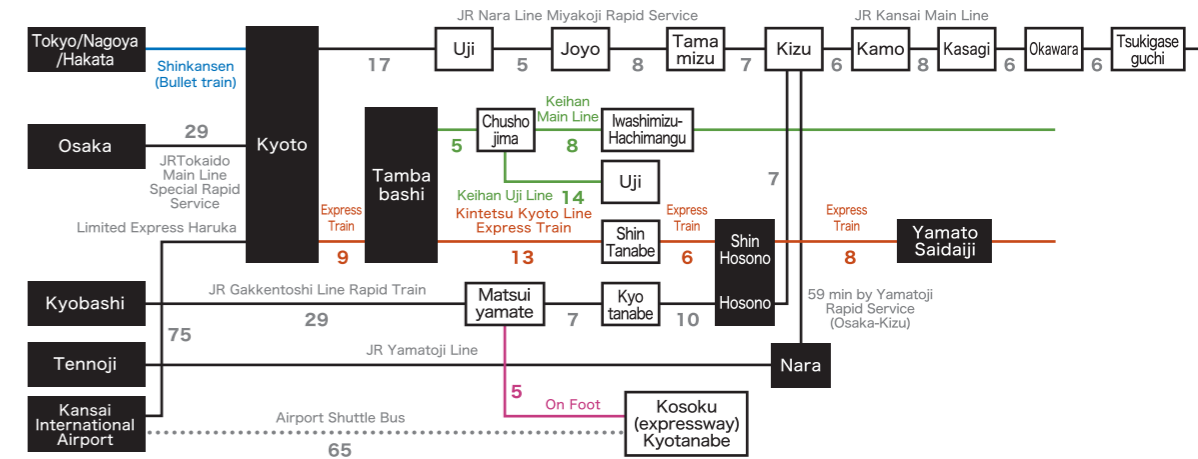 JR Nara Line Miyakoji Rapid Service
JR Kansai Main Line
Tokyo/Nagoya
/Hakata
Shinkansen
(Bullet train)
Kyoto
17
Uji
5
Joyo
8
Tama
mizu
7
Kizu
6
Kamo
8
Kasagi
6
Okawara
6
Tsukigase
guchi
Osaka
29
JRTokaido
Main Line
Special Rapid
Service
Tamba
bashi
5
Chusho
jima
Keihan
Main Line
8
Iwashimizu-
Hachimangu
Keihan Uji Line
14
Uji
7
Limited Express Haruka
Express
Train
9
Kintetsu Kyoto Line
Express Train
13
Shin
Tanabe
Express
Train
6
Shin
Hosono
Express
Train
8
Yamato
Saidaiji
Kyobashi
JR Gakkentoshi Line Rapid Train
29
Matsui
yamate
7
Kyo
tanabe
10
Hosono
59 min by Yamatoji
Rapid Service
(Osaka-Kizu)
75
Tennoji
JR Yamatoji Line
Nara
5
On Foot
Kansai
International
Airport
Airport Shuttle Bus
65
Kosoku
(expressway)
Kyotanabe